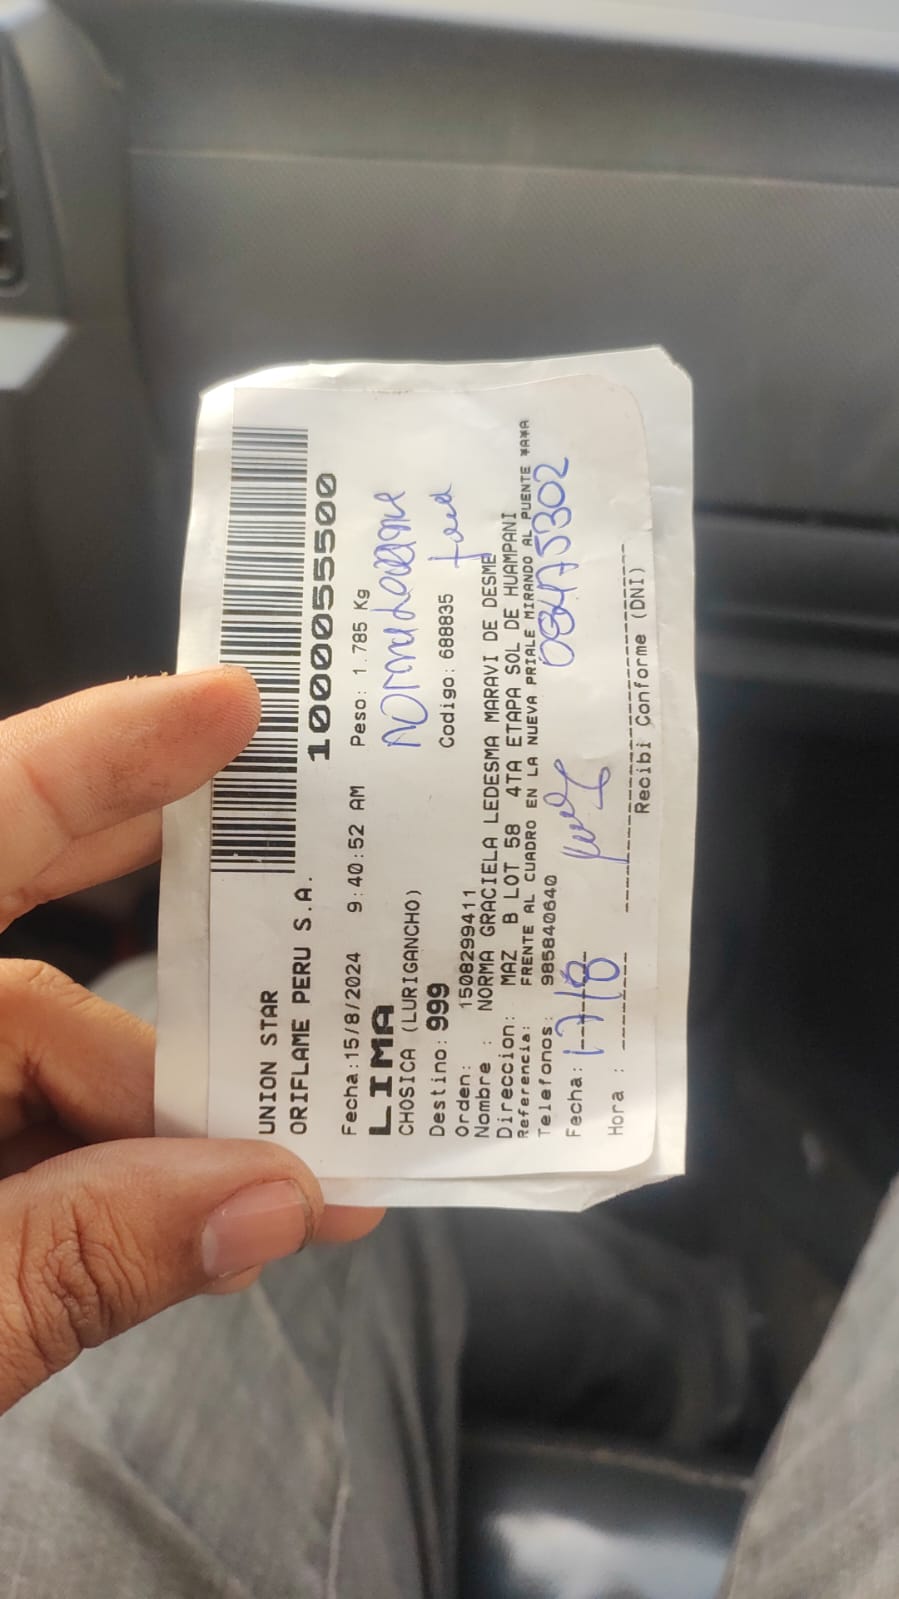 UNION STAR
ORIFLAME PERU S.A.
1000055500
Fecha:15/8/2024 9:40:52 AM Peso: 1.785 Kg
LIMA
CHOSICA (LURIGANCHO)
Destino: 999 Codigo: 688835
Orden: 1508299411
Nombre : NORMA GRACIELA LEDESMA MARAVI DE DESME
Direccion: MAZ B LOT 58 4TA ETAPA SOL DE HUAMPANI
Referencia: FRENTE AL CUADRO EN LA NUEVA PRIALE MIRANDO AL PUENTE ¥A¥A
Telefonos: 985840640
Fecha: 17/8
Hora :
Recibi Conforme (DNI)